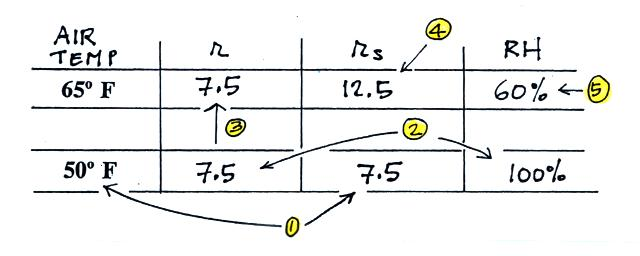 ④
AIR TEMP r rs RH
65° F 7.5 12.5 60% ⑤
③ ②
50° F 7.5 7.5 100%
①